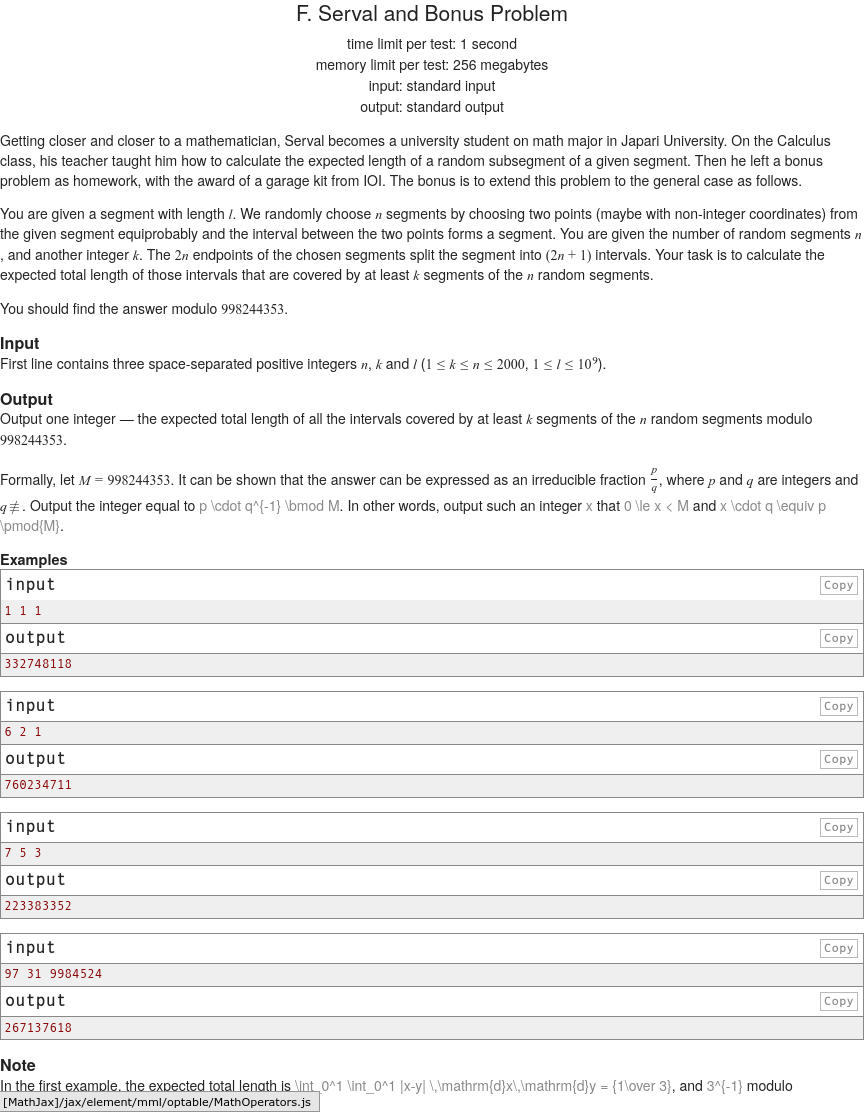 F. Serval and Bonus Problem
time limit per test: 1 second
memory limit per test: 256 megabytes
input: standard input
output: standard output
Getting closer and closer to a mathematician, Serval becomes a university student on math major in Japari University. On the Calculus
class, his teacher taught him how to calculate the expected length of a random subsegment of a given segment. Then he left a bonus
problem as homework, with the award of a garage kit from IOI. The bonus is to extend this problem to the general case as follows.
You are given a segment with length l. We randomly choose n segments by choosing two points (maybe with non-integer coordinates) from
the given segment equiprobably and the interval between the two points forms a segment. You are given the number of random segments n
, and another integer k. The 2n endpoints of the chosen segments split the segment into (2n + 1) intervals. Your task is to calculate the
expected total length of those intervals that are covered by at least k segments of the n random segments.
You should find the answer modulo 998244353.
Input
First line contains three space-separated positive integers n, k and l (1 ≤ k ≤ n ≤ 2000, 1 ≤ l ≤ 10⁹).
Output
Output one integer — the expected total length of all the intervals covered by at least k segments of the n random segments modulo
998244353.
Formally, let M = 998244353. It can be shown that the answer can be expressed as an irreducible fraction p/q, where p and q are integers and
q ≢ . Output the integer equal to p \cdot q^{-1} \bmod M. In other words, output such an integer x that 0 \le x < M and x \cdot q \equiv p
\pmod{M}.
Examples
input Copy
1 1 1
output Copy
332748118
input Copy
6 2 1
output Copy
760234711
input Copy
7 5 3
output Copy
223383352
input Copy
97 31 9984524
output Copy
267137618
Note
In the first example, the expected total length is \int_0^1 \int_0^1 |x-y| \,\mathrm{d}x\,\mathrm{d}y = {1\over 3}, and 3^{-1} modulo
[MathJax]/jax/element/mml/optable/MathOperators.js